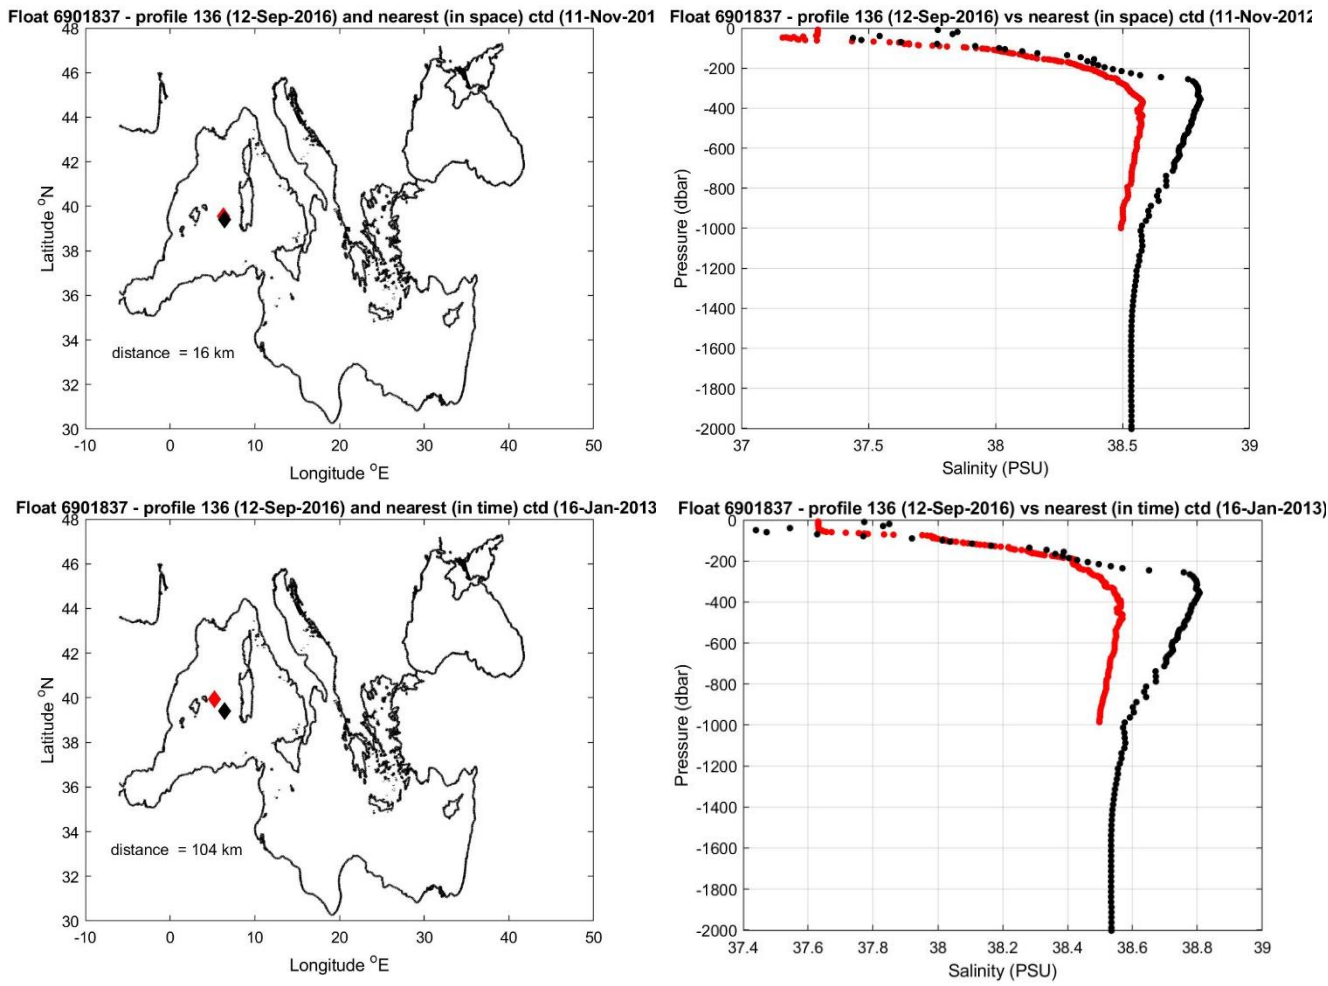 Float 6901837 - profile 136 (12-Sep-2016) and nearest (in space) ctd (11-Nov-201
48
46
44
42
40
38
36
34
32
30
Latitude °N
distance = 16 km
-10 0 10 20 30 40 50
Longitude °E
Float 6901837 - profile 136 (12-Sep-2016) vs nearest (in space) ctd (11-Nov-2012
0
-200
-400
-600
-800
-1000
-1200
-1400
-1600
-1800
-2000
Pressure (dbar)
37 37.5 38 38.5 39
Salinity (PSU)
Float 6901837 - profile 136 (12-Sep-2016) and nearest (in time) ctd (16-Jan-2013
48
46
44
42
40
38
36
34
32
30
Latitude °N
distance = 104 km
-10 0 10 20 30 40 50
Longitude °E
Float 6901837 - profile 136 (12-Sep-2016) vs nearest (in time) ctd (16-Jan-2013)
0
-200
-400
-600
-800
-1000
-1200
-1400
-1600
-1800
-2000
Pressure (dbar)
37.4 37.6 37.8 38 38.2 38.4 38.6 38.8 39
Salinity (PSU)